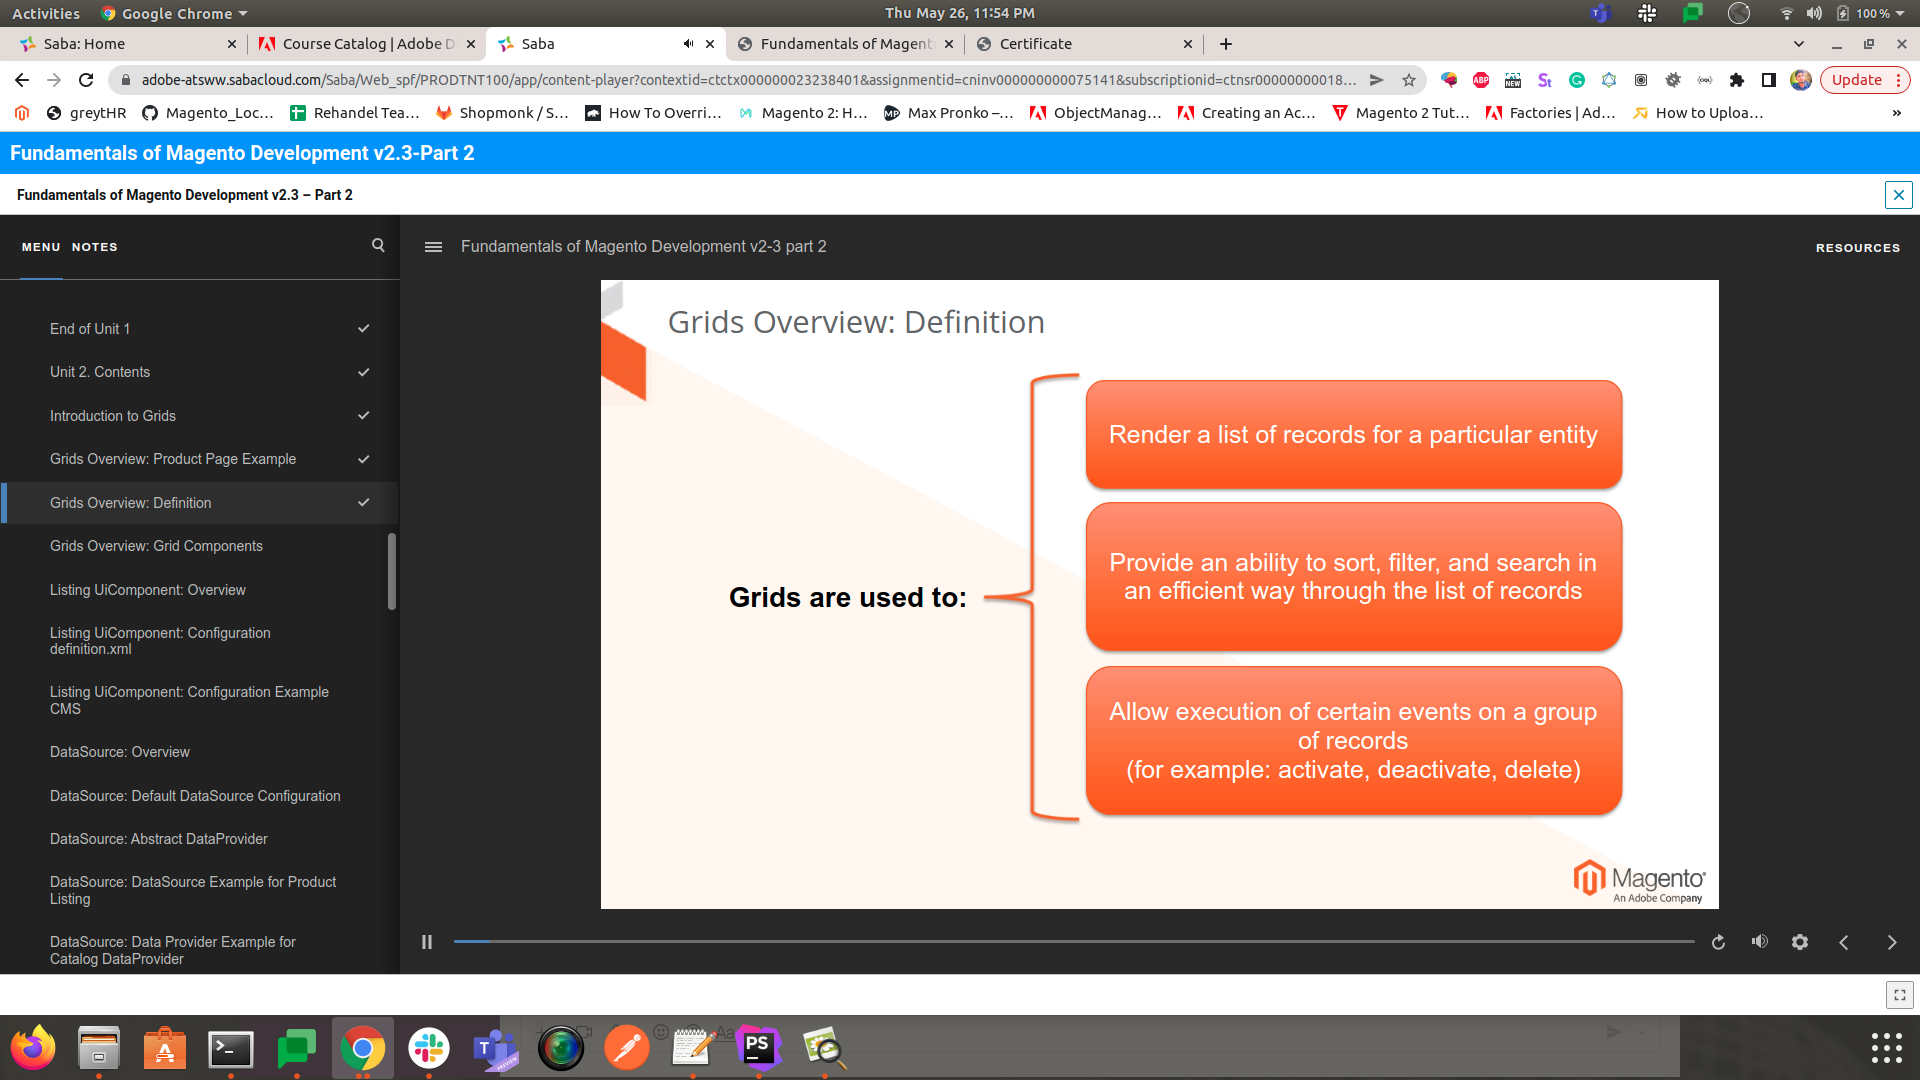 Activities
Google Chrome
Thu May 26, 11:54 PM
100 %
Saba: Home
Course Catalog | Adobe D
Saba
Fundamentals of Magent
Certificate
adobe-atsww.sabacloud.com/Saba/Web_spf/PRODTNT100/app/content-player?contextid=ctctx000000023238401&assignmentid=cninv000000000075141&subscriptionid=ctnsr00000000018...
ABP
NEW
Update
greytHR
Magento_Loc...
Rehandel Tea...
Shopmonk / S...
How To Overri...
Magento 2: H...
Max Pronko –...
ObjectManag...
Creating an Ac...
Magento 2 Tut...
Factories | Ad...
How to Uploa...
Fundamentals of Magento Development v2.3-Part 2
Fundamentals of Magento Development v2.3 – Part 2
MENU
NOTES
Fundamentals of Magento Development v2-3 part 2
RESOURCES
End of Unit 1
Unit 2. Contents
Introduction to Grids
Grids Overview: Product Page Example
Grids Overview: Definition
Grids Overview: Grid Components
Listing UiComponent: Overview
Listing UiComponent: Configuration
definition.xml
Listing UiComponent: Configuration Example
CMS
DataSource: Overview
DataSource: Default DataSource Configuration
DataSource: Abstract DataProvider
DataSource: DataSource Example for Product
Listing
DataSource: Data Provider Example for
Catalog DataProvider
Grids Overview: Definition
Grids are used to:
Render a list of records for a particular entity
Provide an ability to sort, filter, and search in
an efficient way through the list of records
Allow execution of certain events on a group
of records
(for example: activate, deactivate, delete)
Magento
An Adobe Company
PS